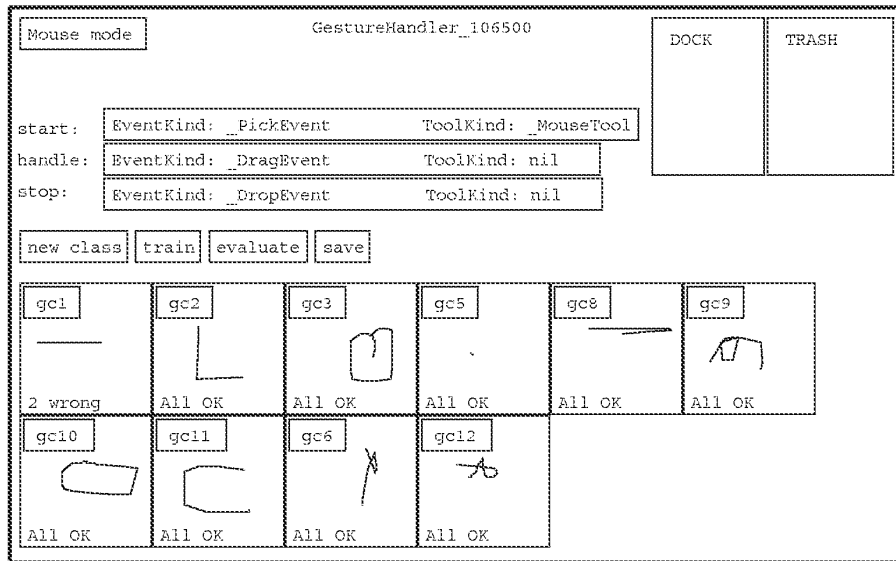 Mouse mode
GestureHandler_106500
DOCK
TRASH
start: EventKind: _PickEvent ToolKind: _MouseTool
handle: EventKind: _DragEvent ToolKind: nil
stop: EventKind: _DropEvent ToolKind: nil
new class train evaluate save
gc1 gc2 gc3 gc5 gc8 gc9
2 wrong All OK All OK All OK All OK All OK
gc10 gc11 gc6 gc12
All OK All OK All OK All OK